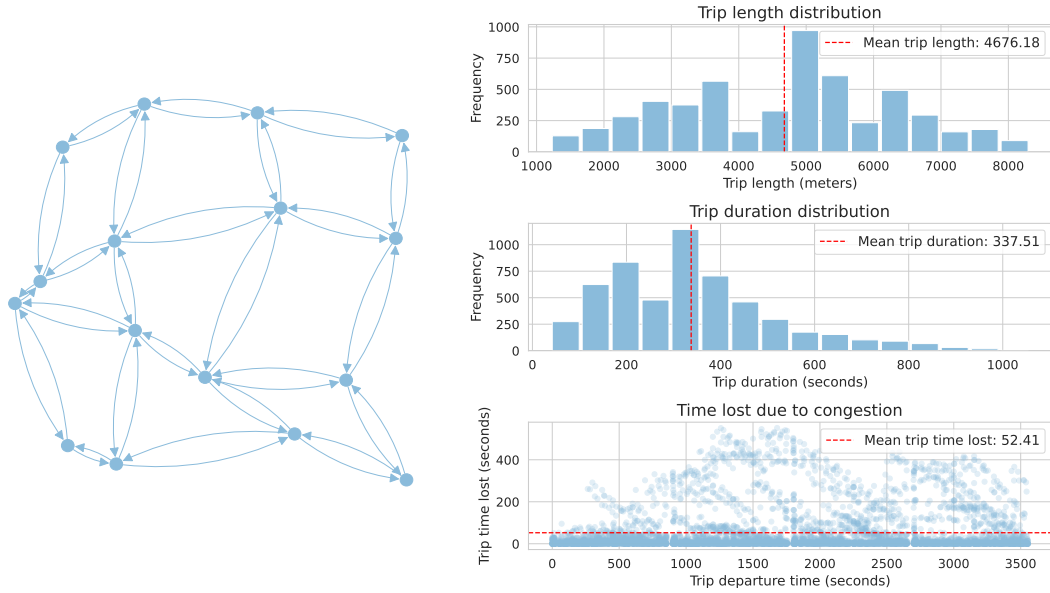 Trip length distribution
1000
750
500
250
0
Frequency
Mean trip length: 4676.18
1000 2000 3000 4000 5000 6000 7000 8000
Trip length (meters)
Trip duration distribution
1000
750
500
250
0
Frequency
Mean trip duration: 337.51
0 200 400 600 800 1000
Trip duration (seconds)
Time lost due to congestion
400
200
0
Trip time lost (seconds)
Mean trip time lost: 52.41
0 500 1000 1500 2000 2500 3000 3500
Trip departure time (seconds)